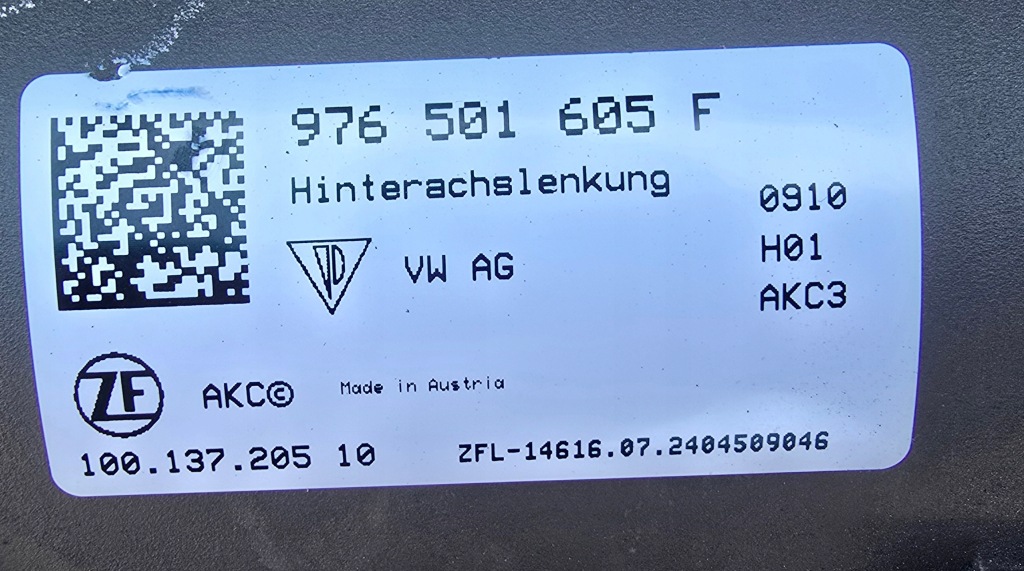 976 501 605 F
Hinterachslenkung
0910
VW AG
H01
AKC3
ZF AKC© Made in Austria
100.137.205 10
ZFL-14616.07.2404509046